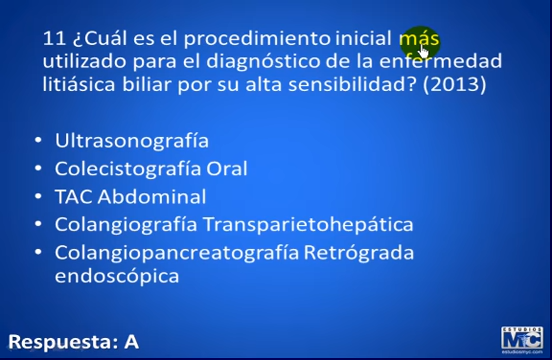 11 ¿Cuál es el procedimiento inicial más
utilizado para el diagnóstico de la enfermedad
litiásica biliar por su alta sensibilidad? (2013)
• Ultrasonografía
• Colecistografía Oral
• TAC Abdominal
• Colangiografía Transparietohepática
• Colangiopancreatografía Retrógrada
endoscópica
Respuesta: A
ESTUDIOS
MyC
estudiosmyc.com